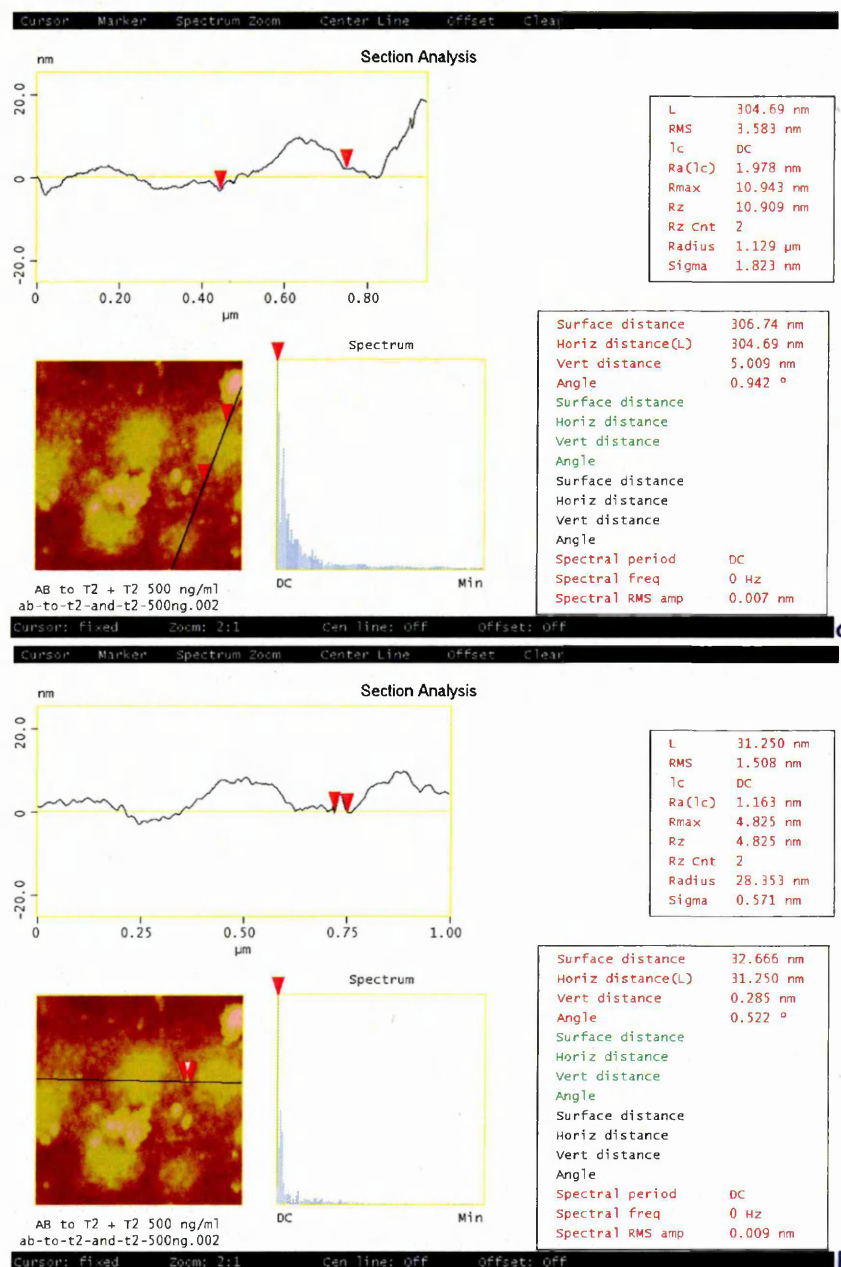 Cursor Marker Spectrum Zoom Center Line Offset Clear
Section Analysis
nm
20.0
0
-20.0
0 0.20 0.40 0.60 0.80
µm
L 304.69 nm
RMS 3.583 nm
lc DC
Ra(lc) 1.978 nm
Rmax 10.943 nm
Rz 10.909 nm
Rz Cnt 2
Radius 1.129 µm
Sigma 1.823 nm
Surface distance 306.74 nm
Horiz distance(L) 304.69 nm
Vert distance 5.009 nm
Angle 0.942 °
Surface distance
Horiz distance
Vert distance
Angle
Surface distance
Horiz distance
Vert distance
Angle
Spectral period DC
Spectral freq 0 Hz
Spectral RMS amp 0.007 nm
Spectrum
DC Min
AB to T2 + T2 500 ng/ml
ab-to-t2-and-t2-500ng.002
Cursor: fixed Zoom: 2:1 Cen line: Off Offset: Off
Cursor Marker Spectrum Zoom Center Line Offset Clear
Section Analysis
nm
20.0
0
-20.0
0 0.25 0.50 0.75 1.00
µm
L 31.250 nm
RMS 1.508 nm
lc DC
Ra(lc) 1.163 nm
Rmax 4.825 nm
Rz 4.825 nm
Rz Cnt 2
Radius 28.353 nm
Sigma 0.571 nm
Surface distance 32.666 nm
Horiz distance(L) 31.250 nm
Vert distance 0.285 nm
Angle 0.522 °
Surface distance
Horiz distance
Vert distance
Angle
Surface distance
Horiz distance
Vert distance
Angle
Spectral period DC
Spectral freq 0 Hz
Spectral RMS amp 0.009 nm
Spectrum
DC Min
AB to T2 + T2 500 ng/ml
ab-to-t2-and-t2-500ng.002
Cursor: fixed Zoom: 2:1 Cen line: Off Offset: Off